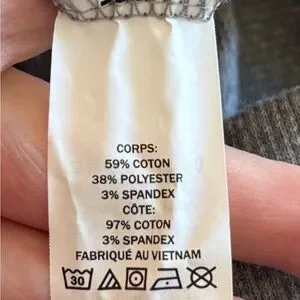 CORPS:
59% COTON
38% POLYESTER
3% SPANDEX
CÔTE:
97% COTON
3% SPANDEX
FABRIQUÉ AU VIETNAM
30